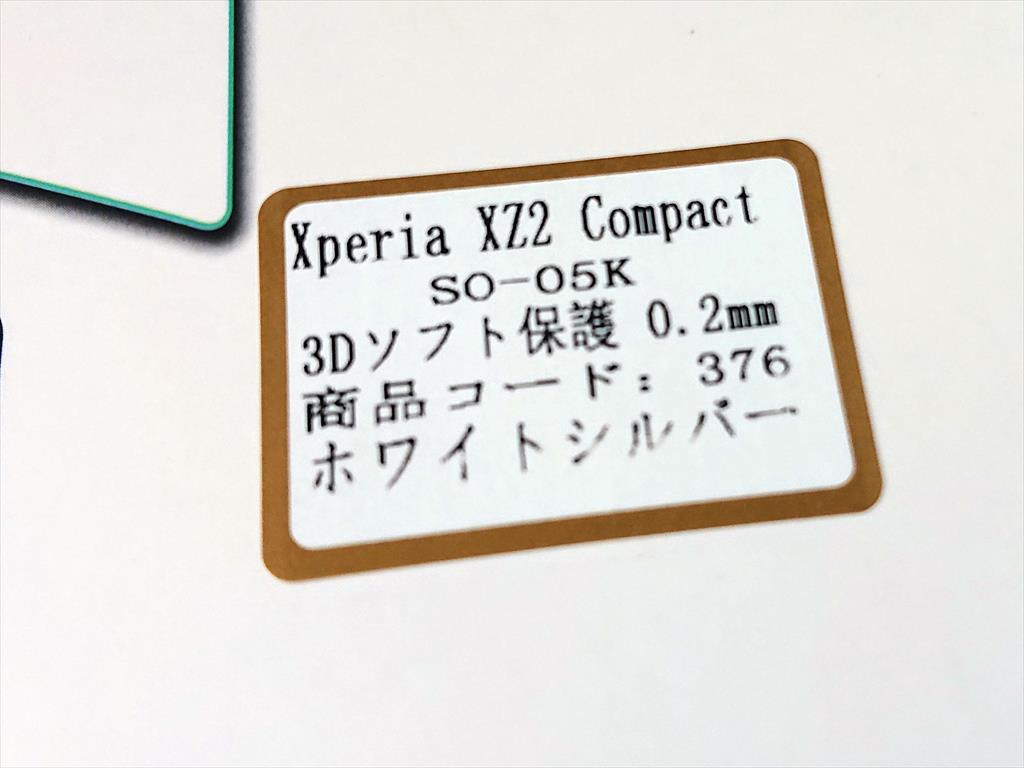 Xperia XZ2 Compact
SO-05K
3Dソフト保護 0.2mm
商品コード: 376
ホワイトシルバー